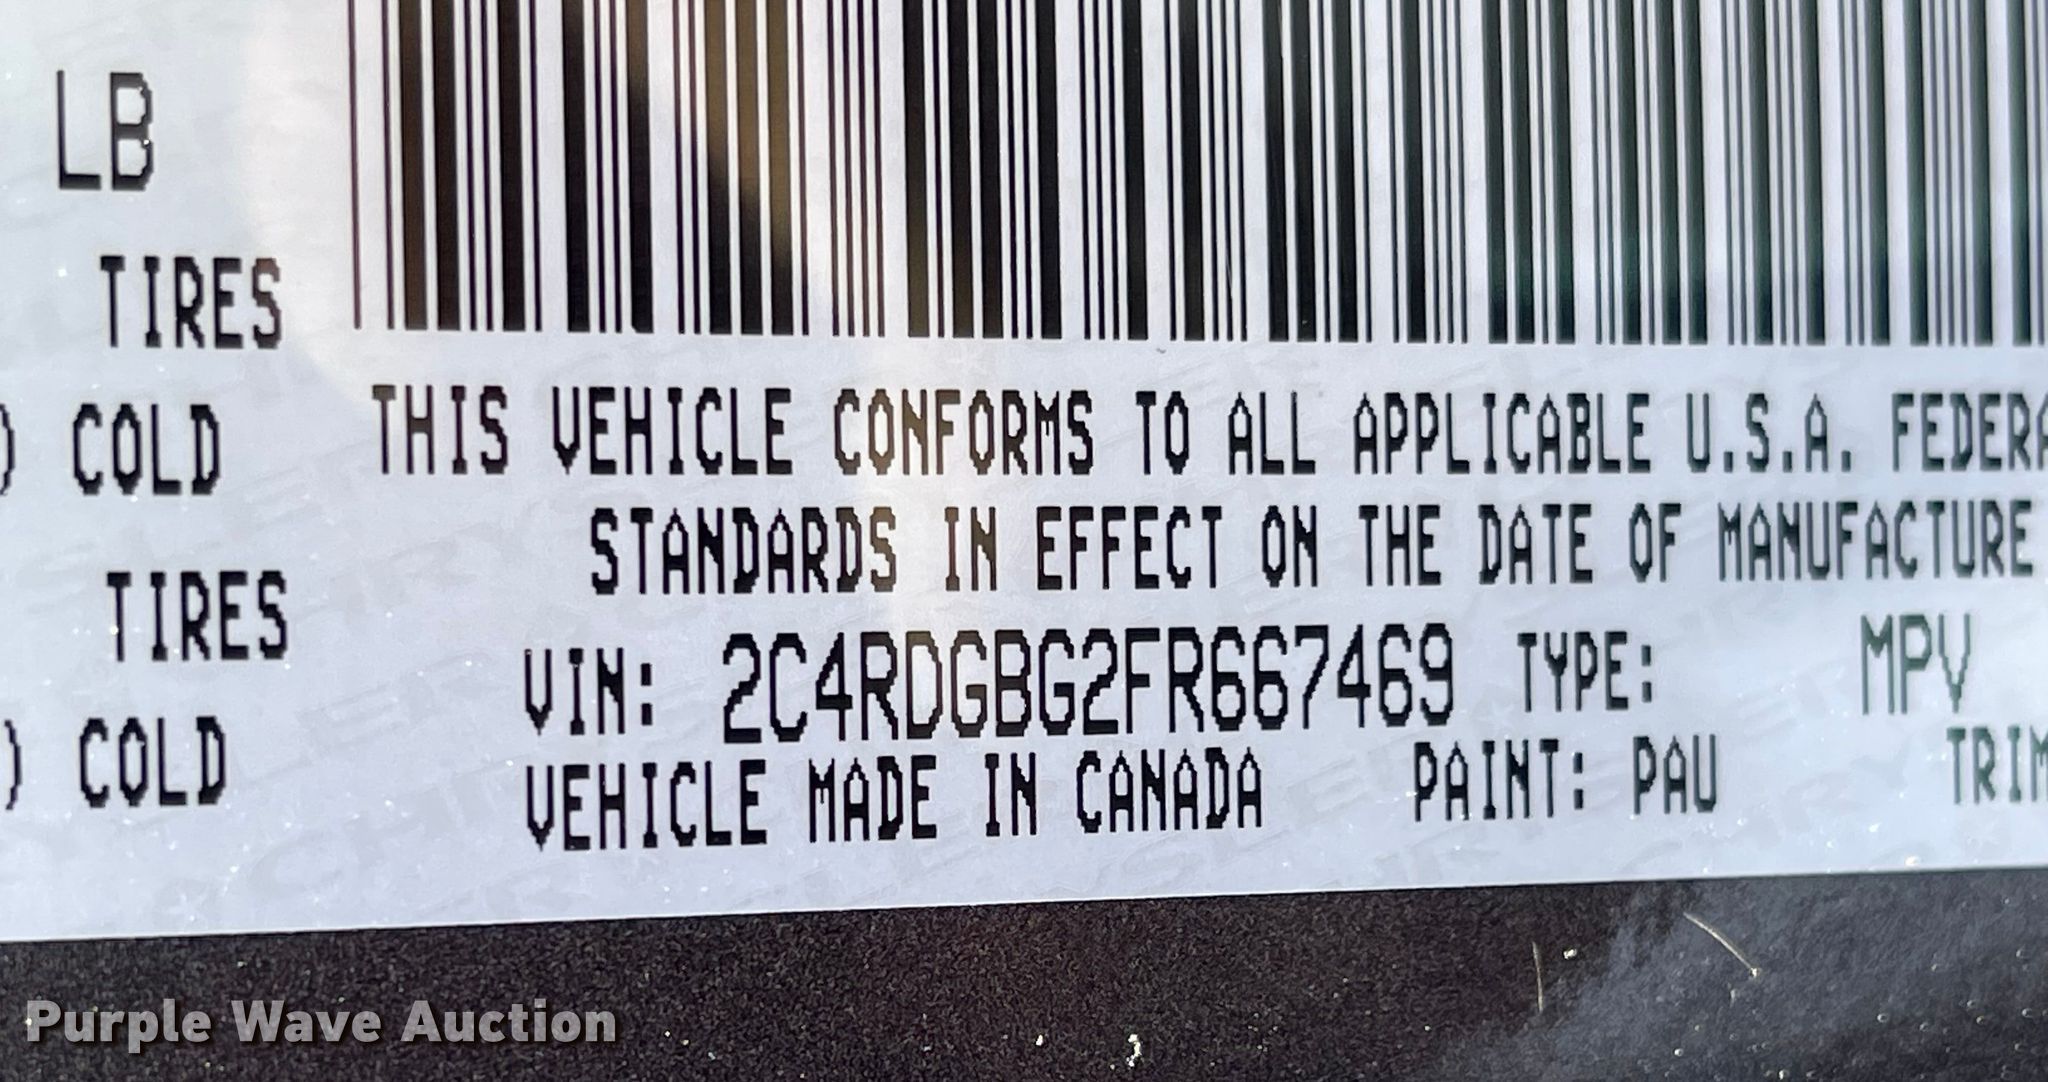 LB
TIRES
) COLD
TIRES
) COLD
THIS VEHICLE CONFORMS TO ALL APPLICABLE U.S.A. FEDERA
STANDARDS IN EFFECT ON THE DATE OF MANUFACTURE
VIN: 2C4RDGBG2FR667469 TYPE: MPV
VEHICLE MADE IN CANADA PAINT: PAU TRIM
Purple Wave Auction